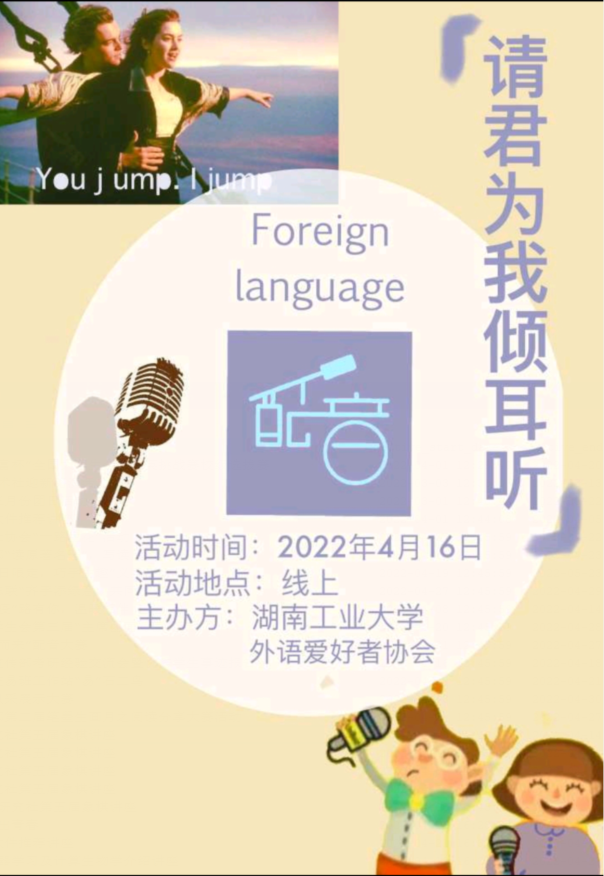 You j ump. I jump
「请君为我倾耳听」
Foreign
language
配音
活动时间：2022年4月16日
活动地点：线上
主办方：湖南工业大学
外语爱好者协会